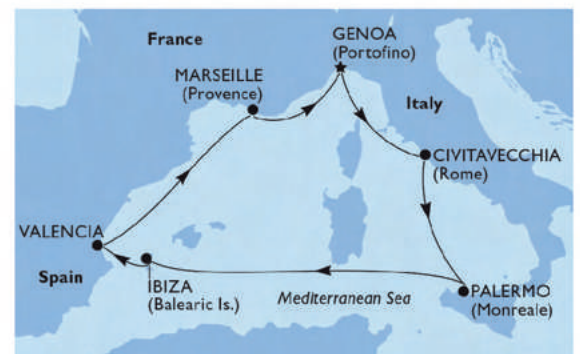 France
GENOA
(Portofino)
MARSEILLE
(Provence)
Italy
CIVITAVECCHIA
(Rome)
VALENCIA
Spain
IBIZA
(Balearic Is.)
Mediterranean Sea
PALERMO
(Monreale)